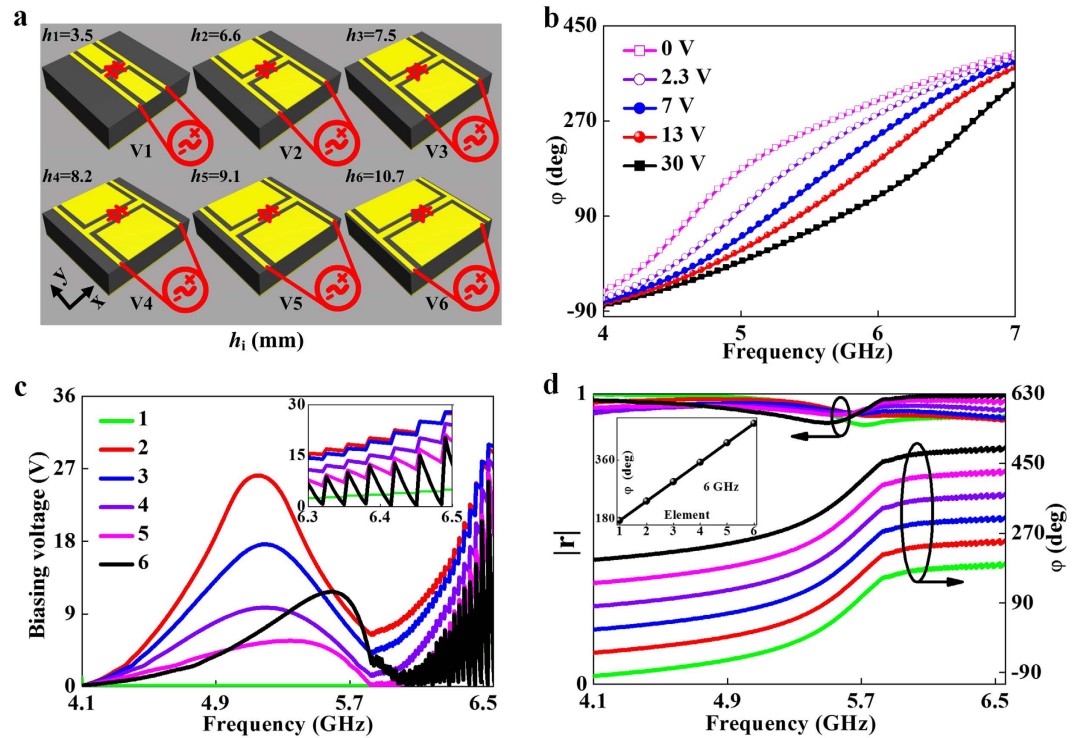 a
h1=3.5
h2=6.6
h3=7.5
V1
V2
V3
h4=8.2
h5=9.1
h6=10.7
V4
V5
V6
y
x
hi (mm)
b
450
270
90
-90
φ (deg)
0 V
2.3 V
7 V
13 V
30 V
4 5 6 7
Frequency (GHz)
c
36
27
18
9
0
Biasing voltage (V)
1
2
3
4
5
6
30
15
0
6.3 6.4 6.5
4.1 4.9 5.7 6.5
Frequency (GHz)
d
1
0
|r|
630
450
270
90
-90
φ (deg)
360
180
φ (deg)
6 GHz
Element
1 2 3 4 5 6
4.1 4.9 5.7 6.5
Frequency (GHz)